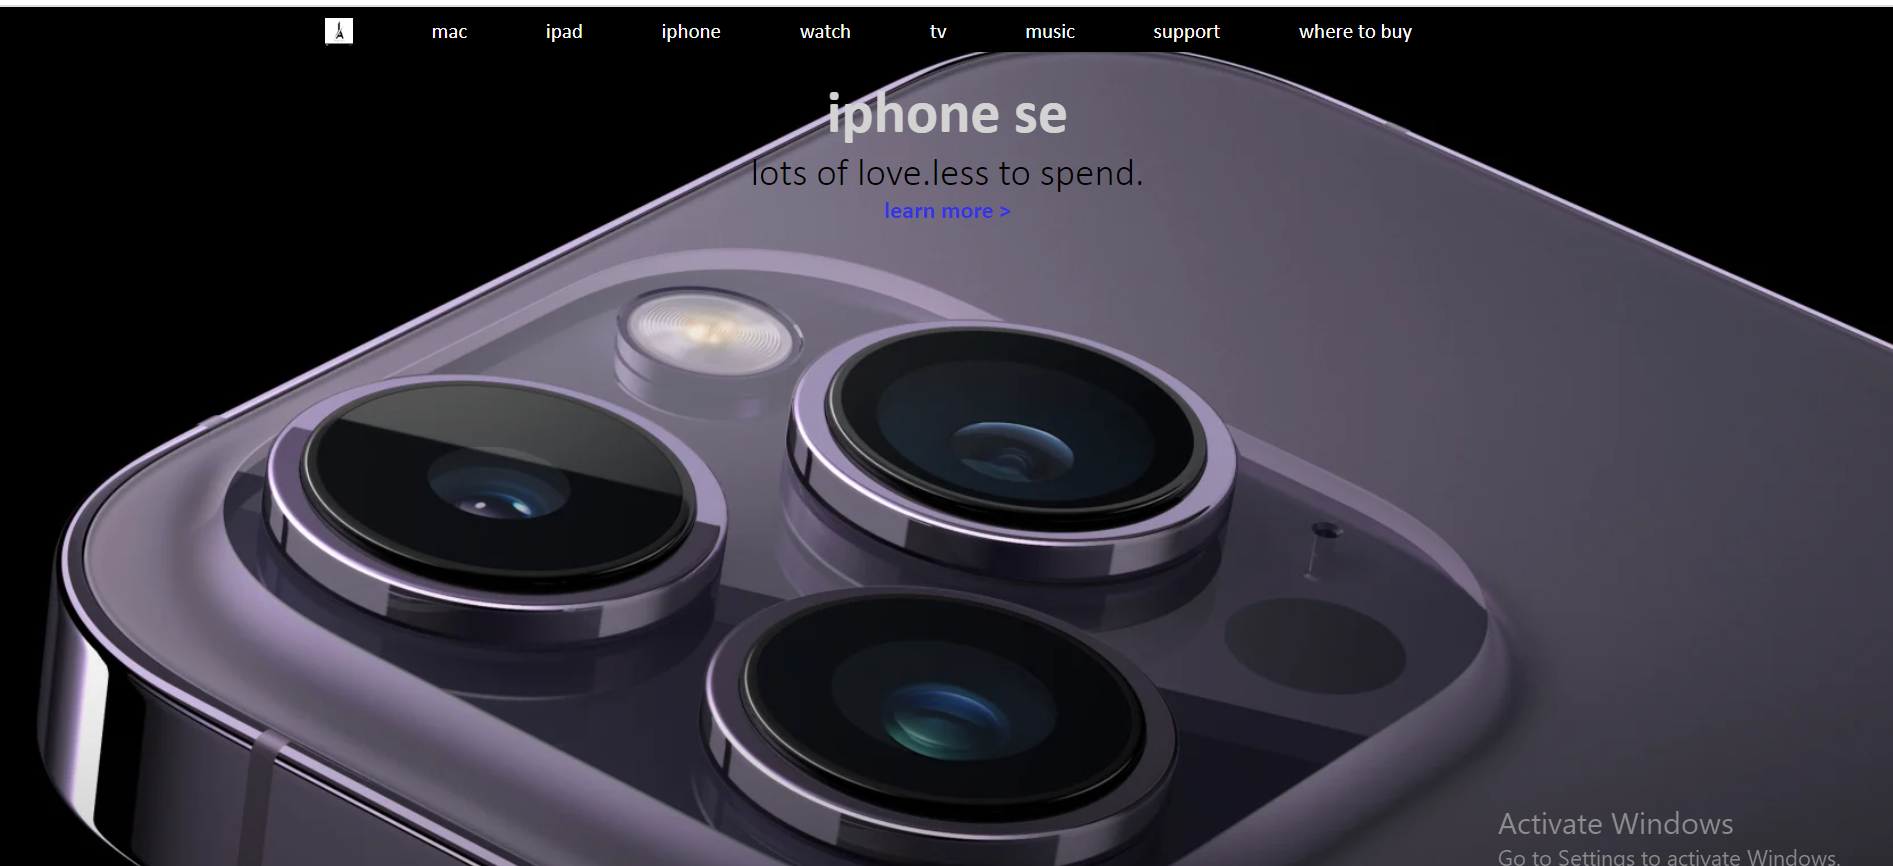 mac ipad iphone watch tv music support where to buy
iphone se
lots of love.less to spend.
learn more >
Activate Windows
Go to Settings to activate Windows.